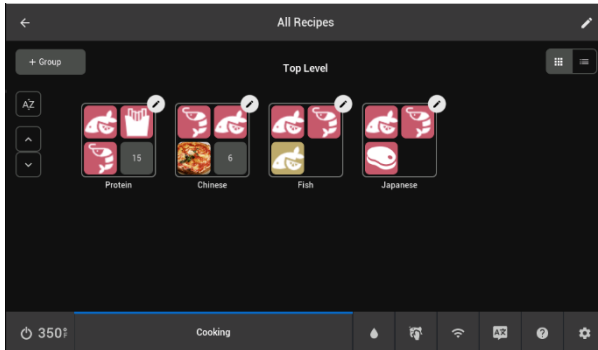 All Recipes
+ Group
Top Level
AZ
15
6
Protein
Chinese
Fish
Japanese
350°F
Cooking